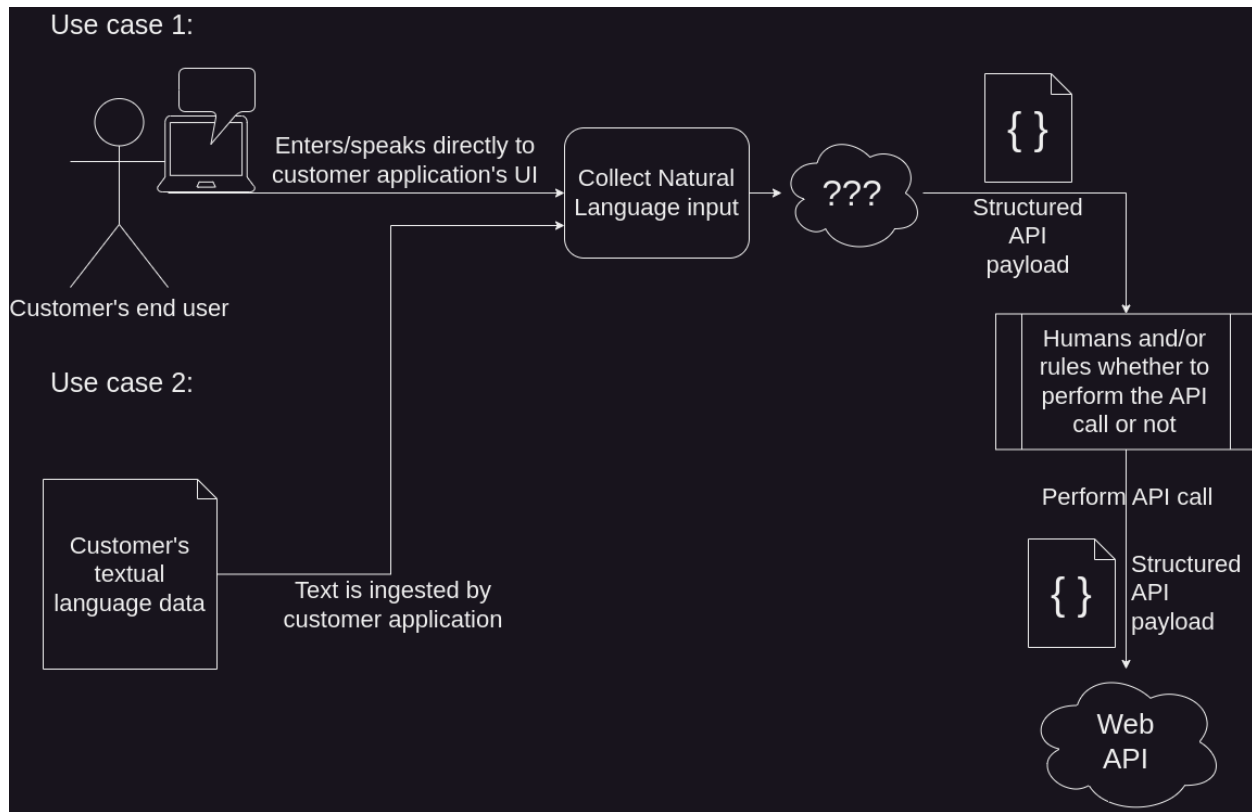 Use case 1:
Enters/speaks directly to
customer application's UI
Collect Natural
Language input
???
{ }
Structured
API
payload
Customer's end user
Humans and/or
rules whether to
perform the API
call or not
Use case 2:
Customer's
textual
language data
Text is ingested by
customer application
Perform API call
{ }
Structured
API
payload
Web
API